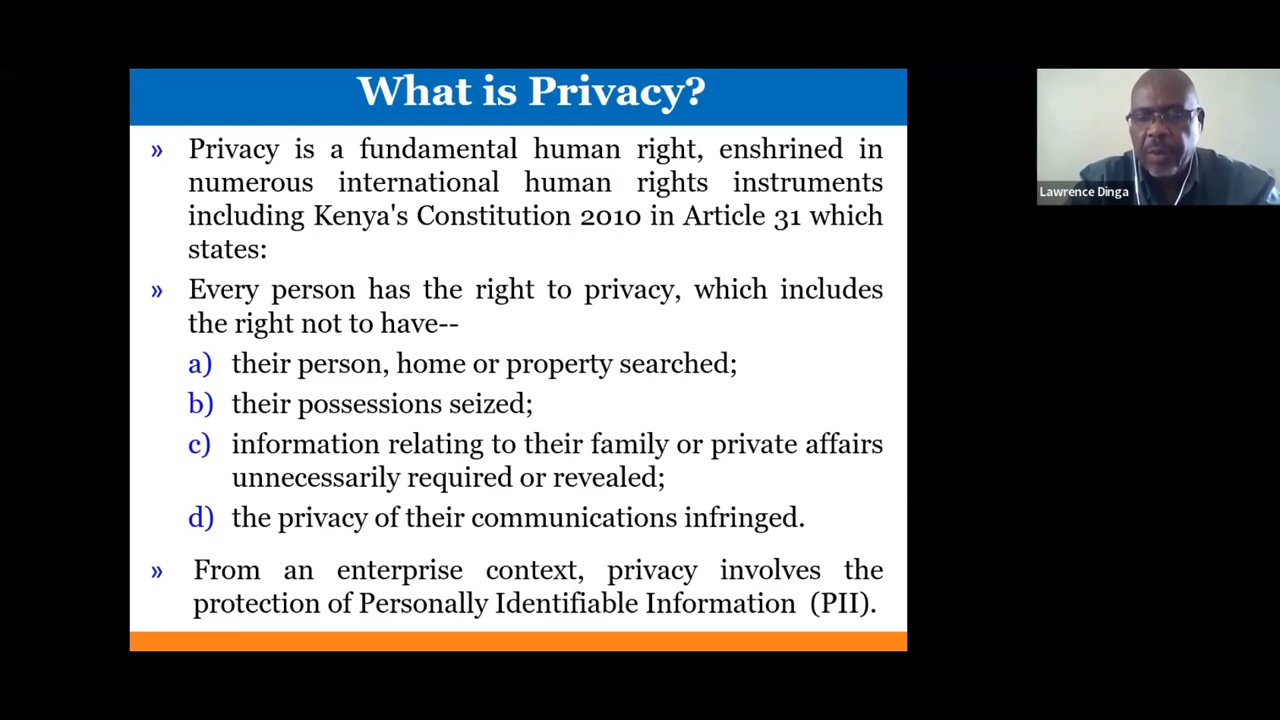 What is Privacy?
» Privacy is a fundamental human right, enshrined in
numerous international human rights instruments
including Kenya's Constitution 2010 in Article 31 which
states:
» Every person has the right to privacy, which includes
the right not to have--
a) their person, home or property searched;
b) their possessions seized;
c) information relating to their family or private affairs
unnecessarily required or revealed;
d) the privacy of their communications infringed.
» From an enterprise context, privacy involves the
protection of Personally Identifiable Information (PII).
Lawrence Dinga